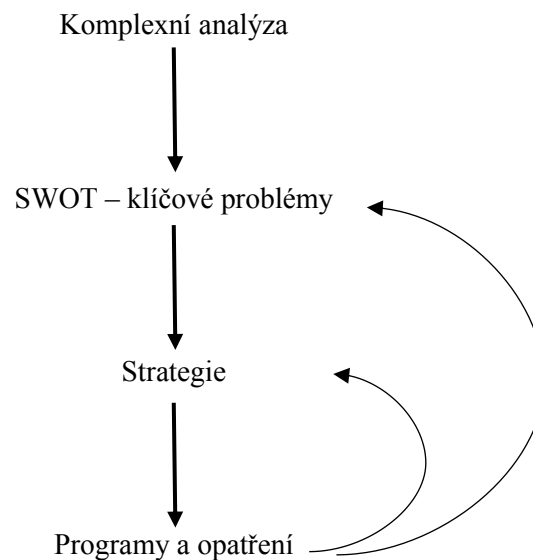 Komplexní analýza
SWOT – klíčové problémy
Strategie
Programy a opatření